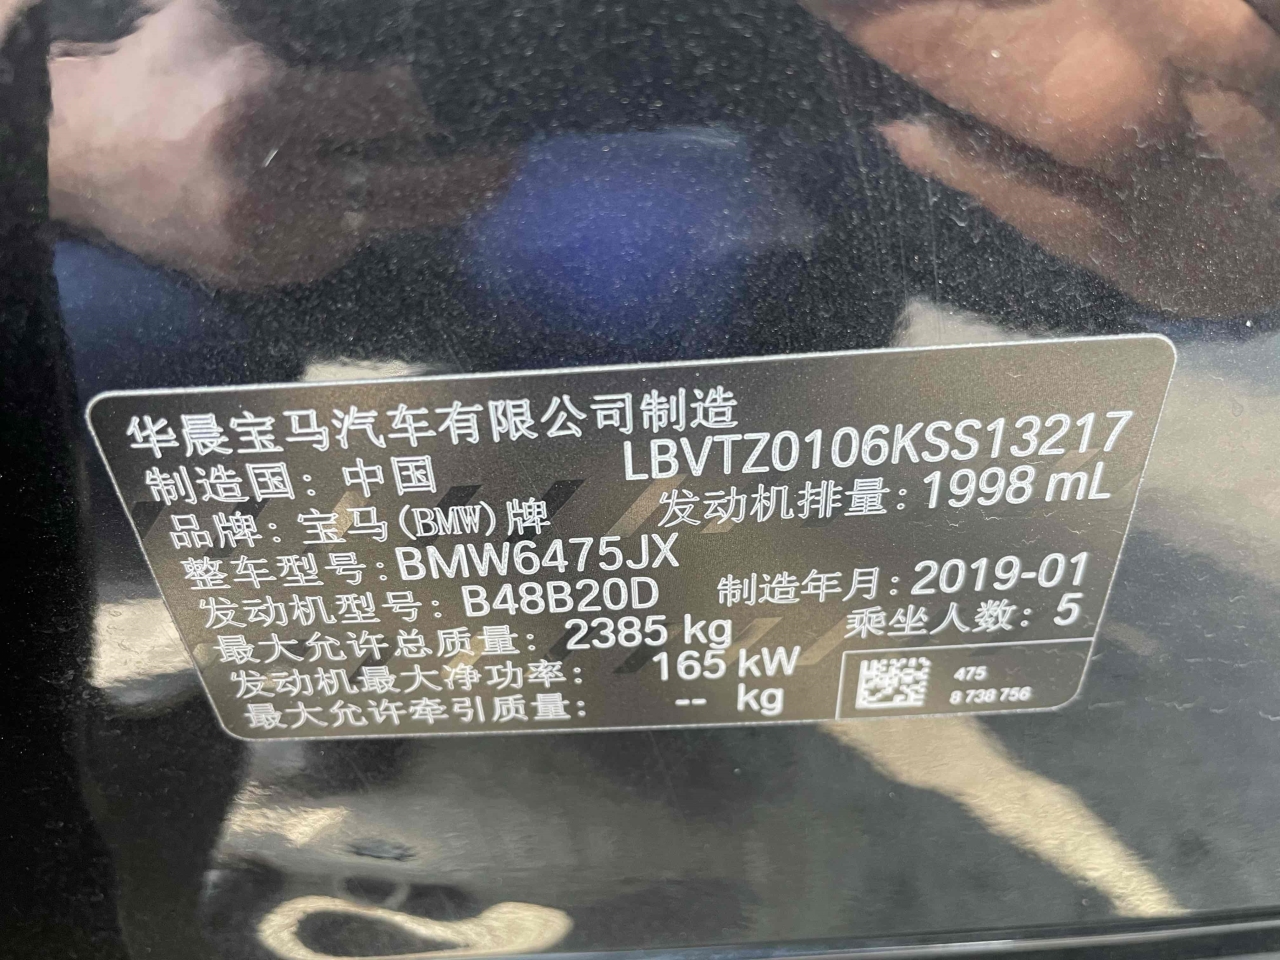 华晨宝马汽车有限公司制造
制造国：中国 LBVTZ0106KSS13217
品牌：宝马(BMW)牌 发动机排量：1998 mL
整车型号：BMW6475JX
发动机型号：B48B20D 制造年月：2019-01
最大允许总质量：2385 kg 乘坐人数：5
发动机最大净功率：165 kW
最大允许牵引质量：-- kg
475
8 738 756